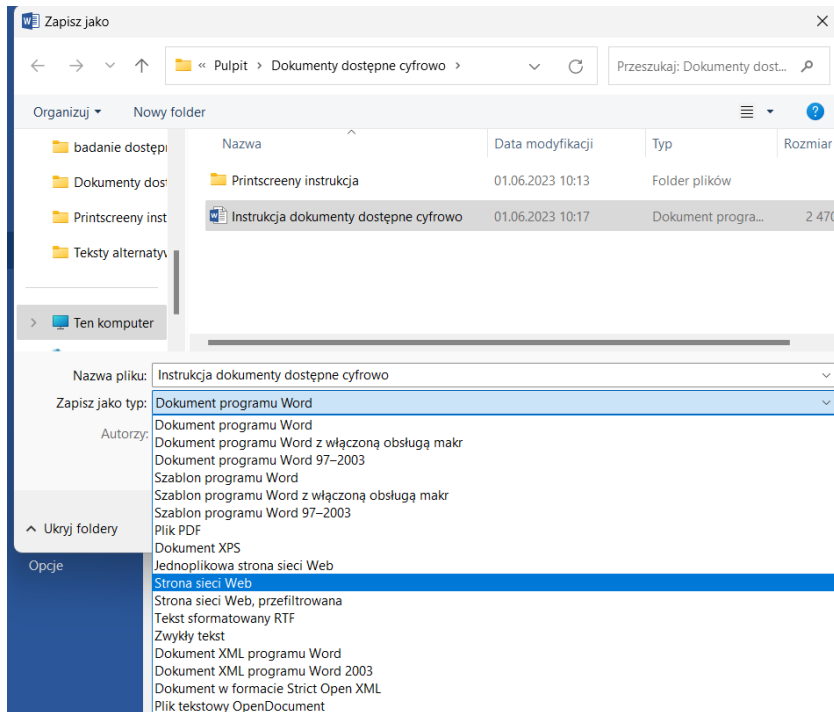 Zapisz jako
« Pulpit > Dokumenty dostępne cyfrowo >
Przeszukaj: Dokumenty dost...
Organizuj
Nowy folder
Nazwa
Data modyfikacji
Typ
Rozmiar
badanie dostępn
Dokumenty dost
Printscreeny inst
Teksty alternatyw
Ten komputer
Printscreeny instrukcja
01.06.2023 10:13
Folder plików
Instrukcja dokumenty dostępne cyfrowo
01.06.2023 10:17
Dokument progra...
2 470
Nazwa pliku: Instrukcja dokumenty dostępne cyfrowo
Zapisz jako typ: Dokument programu Word
Autorzy:
Dokument programu Word
Dokument programu Word z włączoną obsługą makr
Dokument programu Word 97–2003
Szablon programu Word
Szablon programu Word z włączoną obsługą makr
Szablon programu Word 97–2003
Plik PDF
Dokument XPS
Jednoplikowa strona sieci Web
Strona sieci Web
Strona sieci Web, przefiltrowana
Tekst sformatowany RTF
Zwykły tekst
Dokument XML programu Word
Dokument XML programu Word 2003
Dokument w formacie Strict Open XML
Plik tekstowy OpenDocument
Ukryj foldery
Opcje